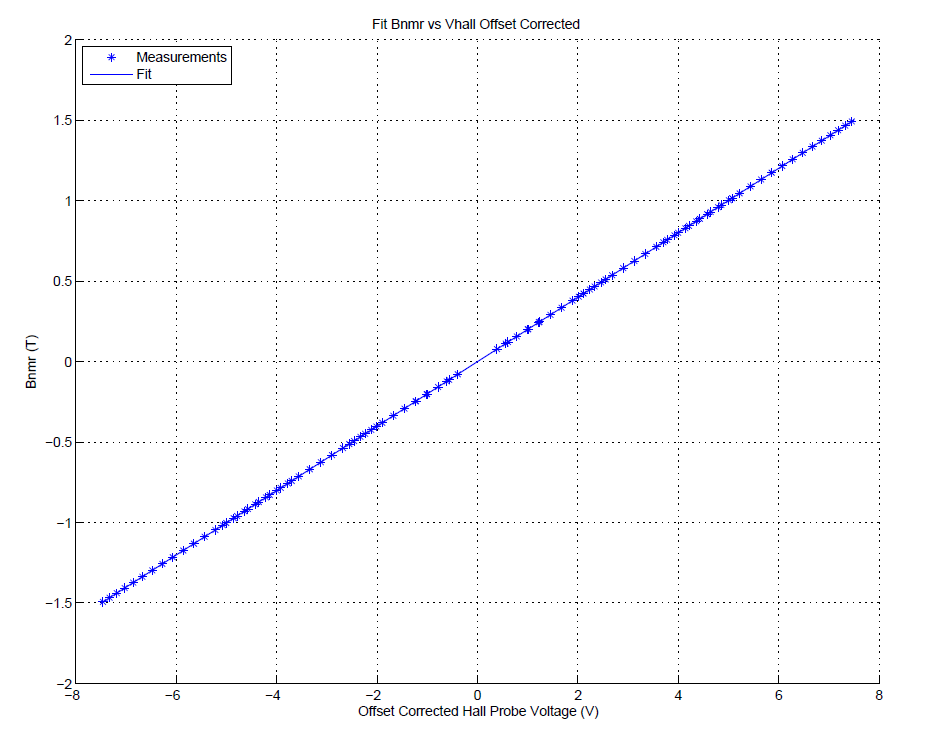 Fit Bnmr vs Vhall Offset Corrected
Measurements
Fit
2
1.5
1
0.5
0
−0.5
−1
−1.5
−2
Bnmr (T)
−8 −6 −4 −2 0 2 4 6 8
Offset Corrected Hall Probe Voltage (V)